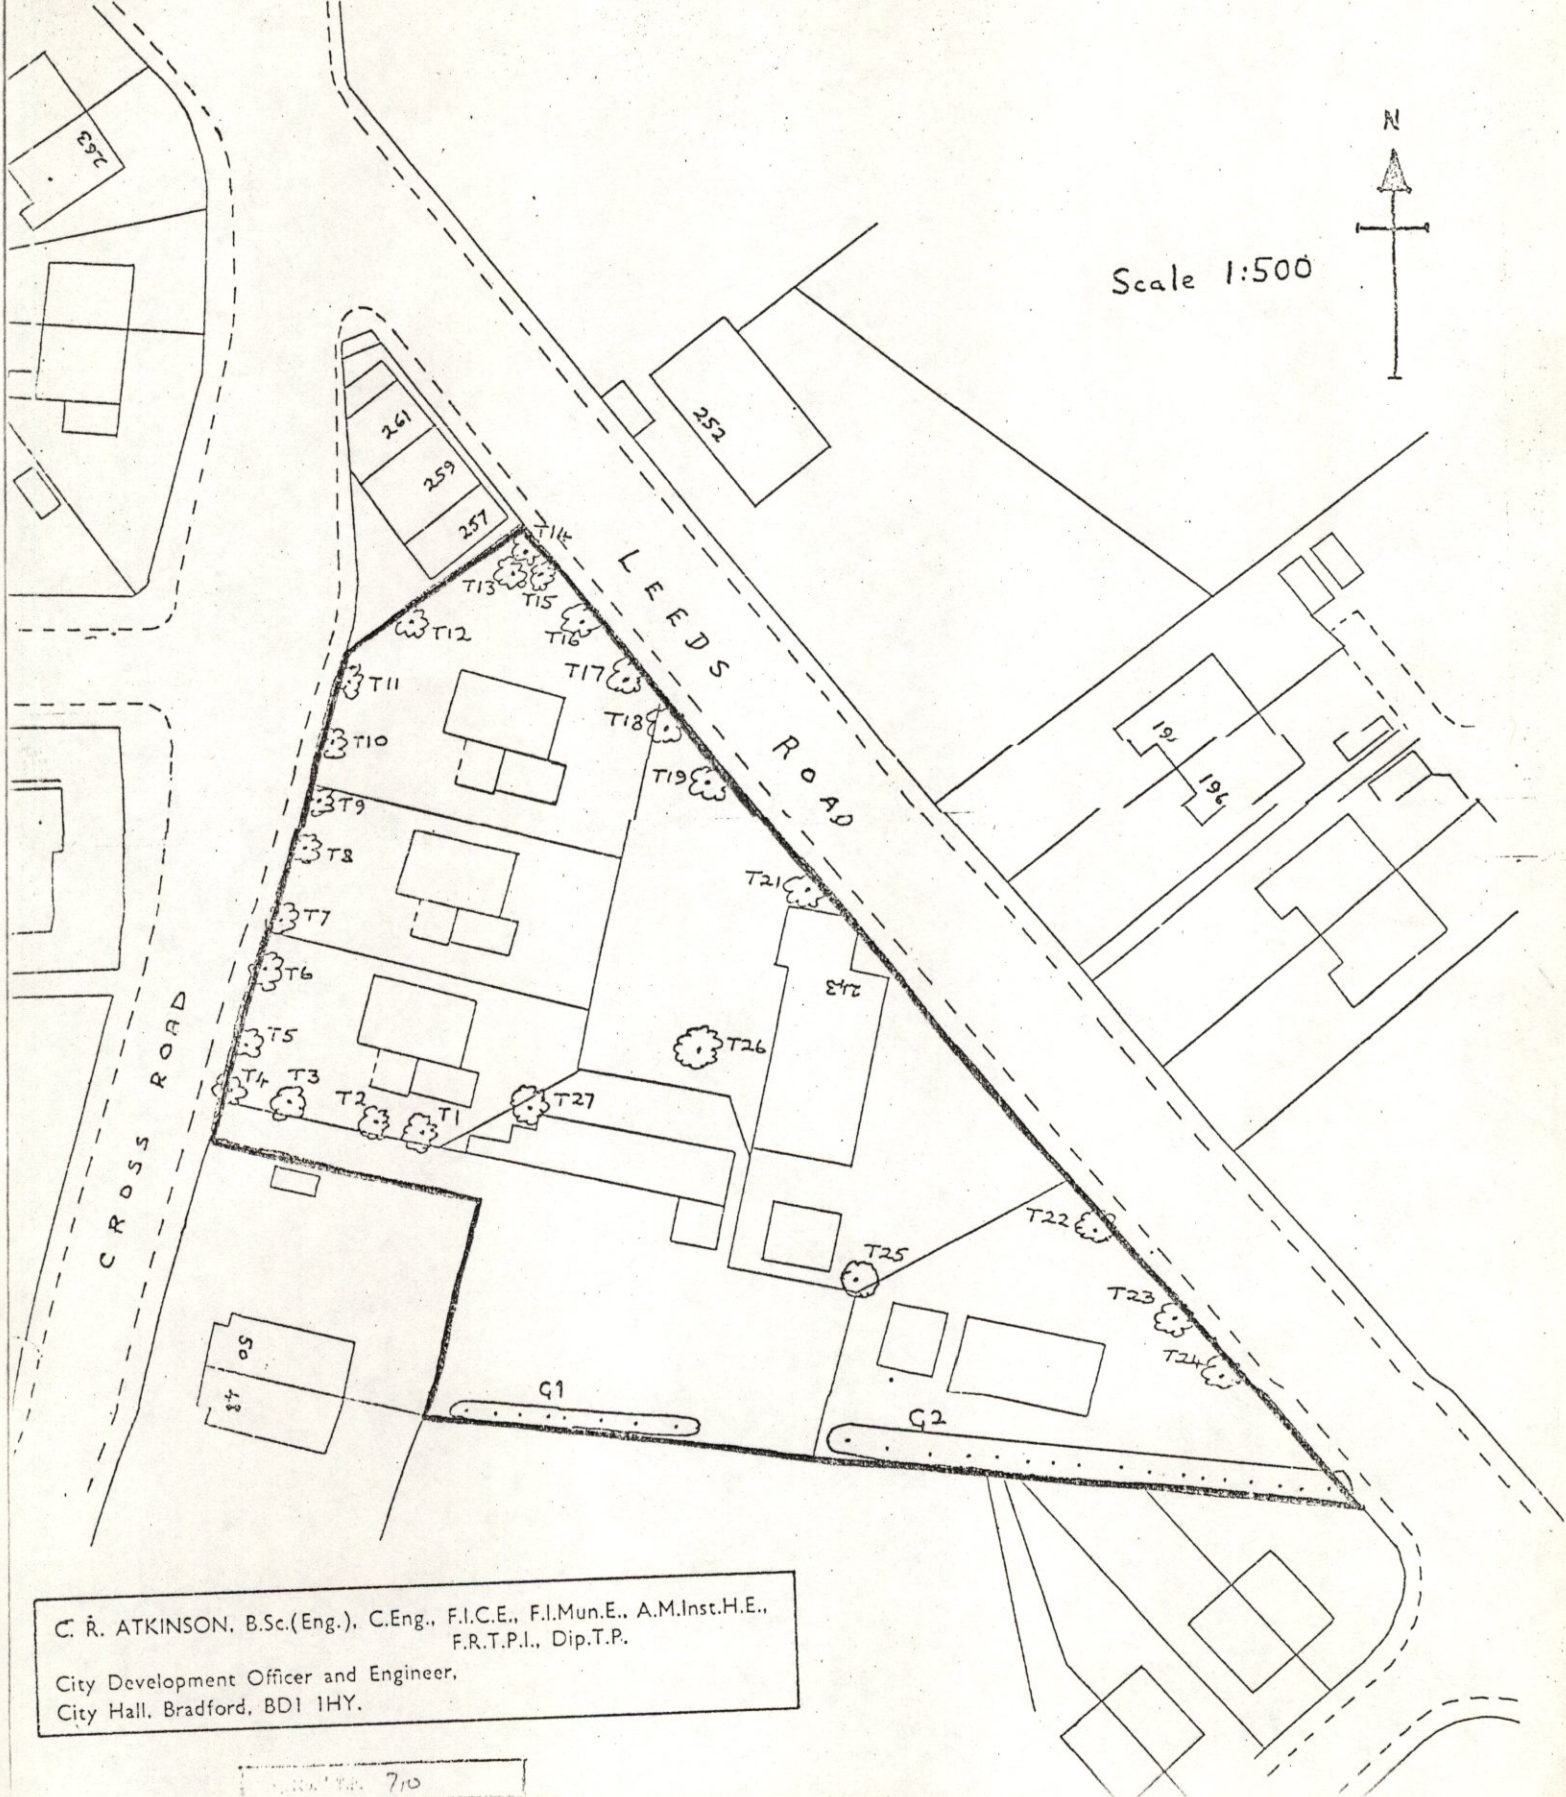 N
Scale 1:500
263
261
259
257
252
LEEDS ROAD
T14
T13
T15
T12
T16
T11
T17
T18
T10
T19
T9
T8
T21
T7
T6
243
T5
T26
T4
T3
T2
T1
T27
196
CROSS ROAD
T22
T25
T23
T24
50
48
G1
G2
C. R. ATKINSON, B.Sc.(Eng.), C.Eng., F.I.C.E., F.I.Mun.E., A.M.Inst.H.E.,
F.R.T.P.I., Dip.T.P.
City Development Officer and Engineer,
City Hall, Bradford, BD1 1HY.
710